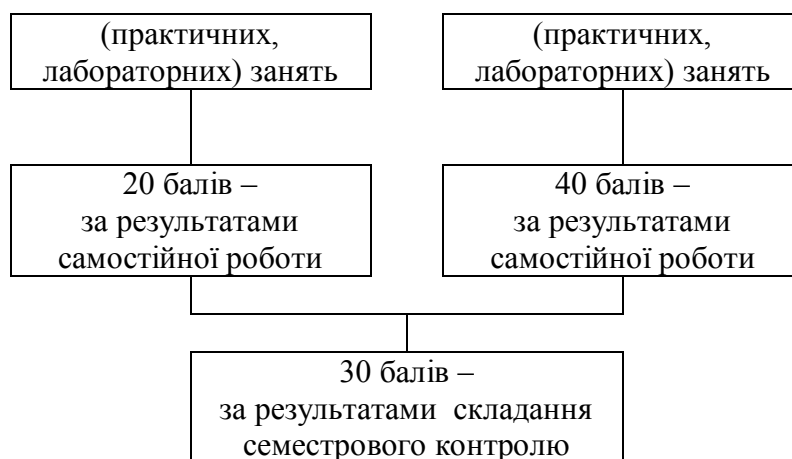 (практичних,
лабораторних) занять
(практичних,
лабораторних) занять
20 балів –
за результатами
самостійної роботи
40 балів –
за результатами
самостійної роботи
30 балів –
за результатами складання
семестрового контролю